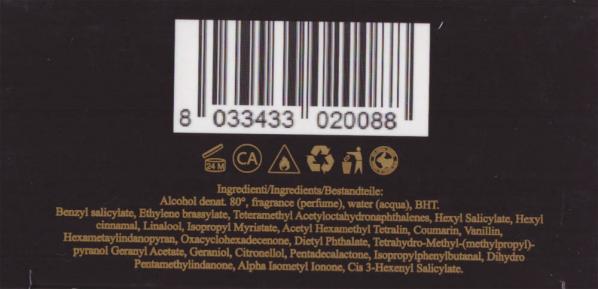 8 033433 020088
24 M
CA
Ingredienti/Ingredients/Bestandteile:
Alcohol denat. 80°, fragrance (perfume), water (acqua), BHT.
Benzyl salicylate, Ethylene brassylate, Teteramethyl Acetyloctahydronaphthalenes, Hexyl Salicylate, Hexyl
cinnamal, Linalool, Isopropyl Myristate, Acetyl Hexamethyl Tetralin, Coumarin, Vanillin,
Hexametaylindanopyran, Oxacyclohexadecenone, Dietyl Phthalate, Tetrahydro-Methyl-(methylpropyl)-
pyranol Geranyl Acetate, Geraniol, Citronellol, Pentadecalactone, Isopropylphenylbutanal, Dihydro
Pentamethylindanone, Alpha Isometyl Ionone, Cis 3-Hexenyl Salicylate.